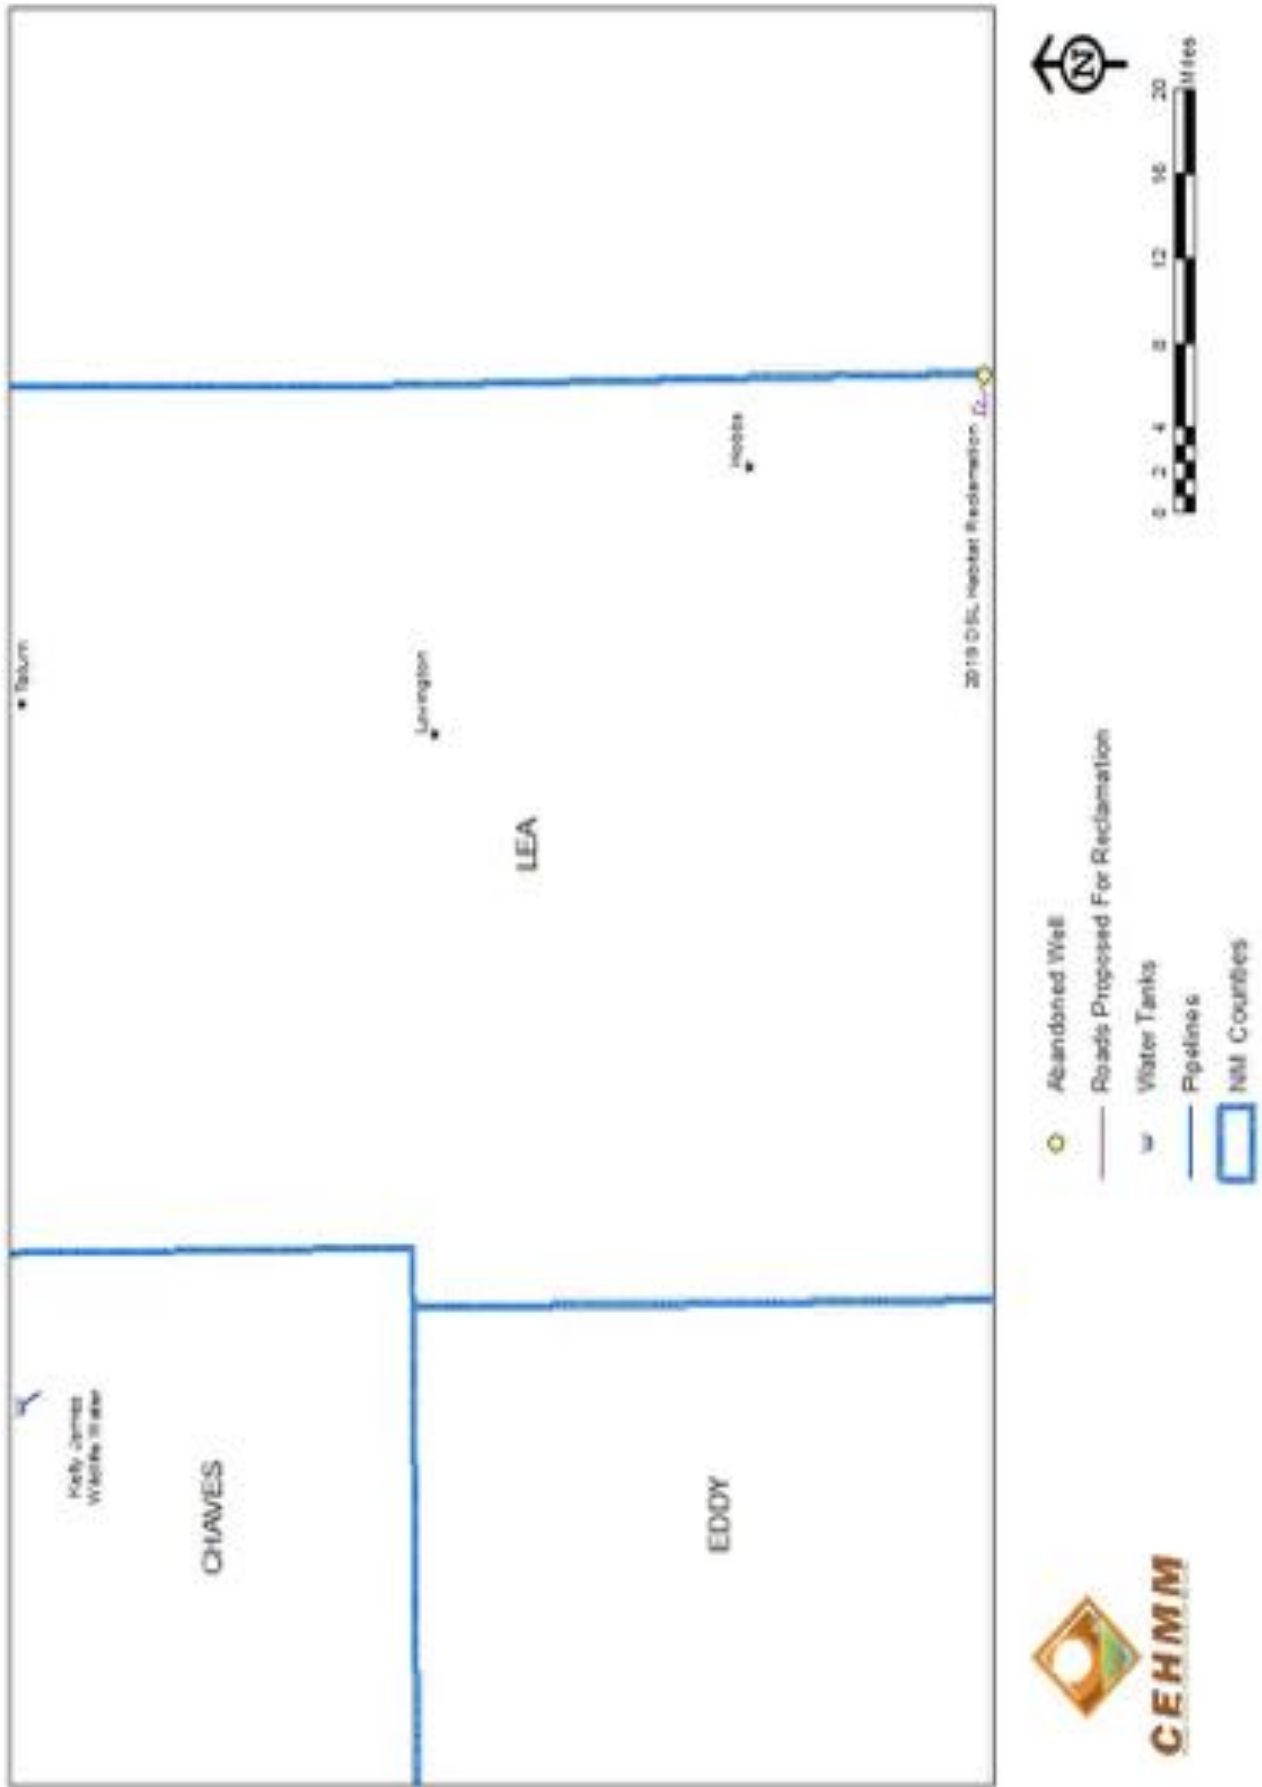 Tatum
Kelly James
Wildlife Water
CHAVES
Lovington
LEA
EDDY
Hobbs
2019 DSL Habitat Reclamation
CEHMM
Abandoned Well
Roads Proposed For Reclamation
Water Tanks
Pipelines
NM Counties
N
0 2 4 8 12 16 20
Miles